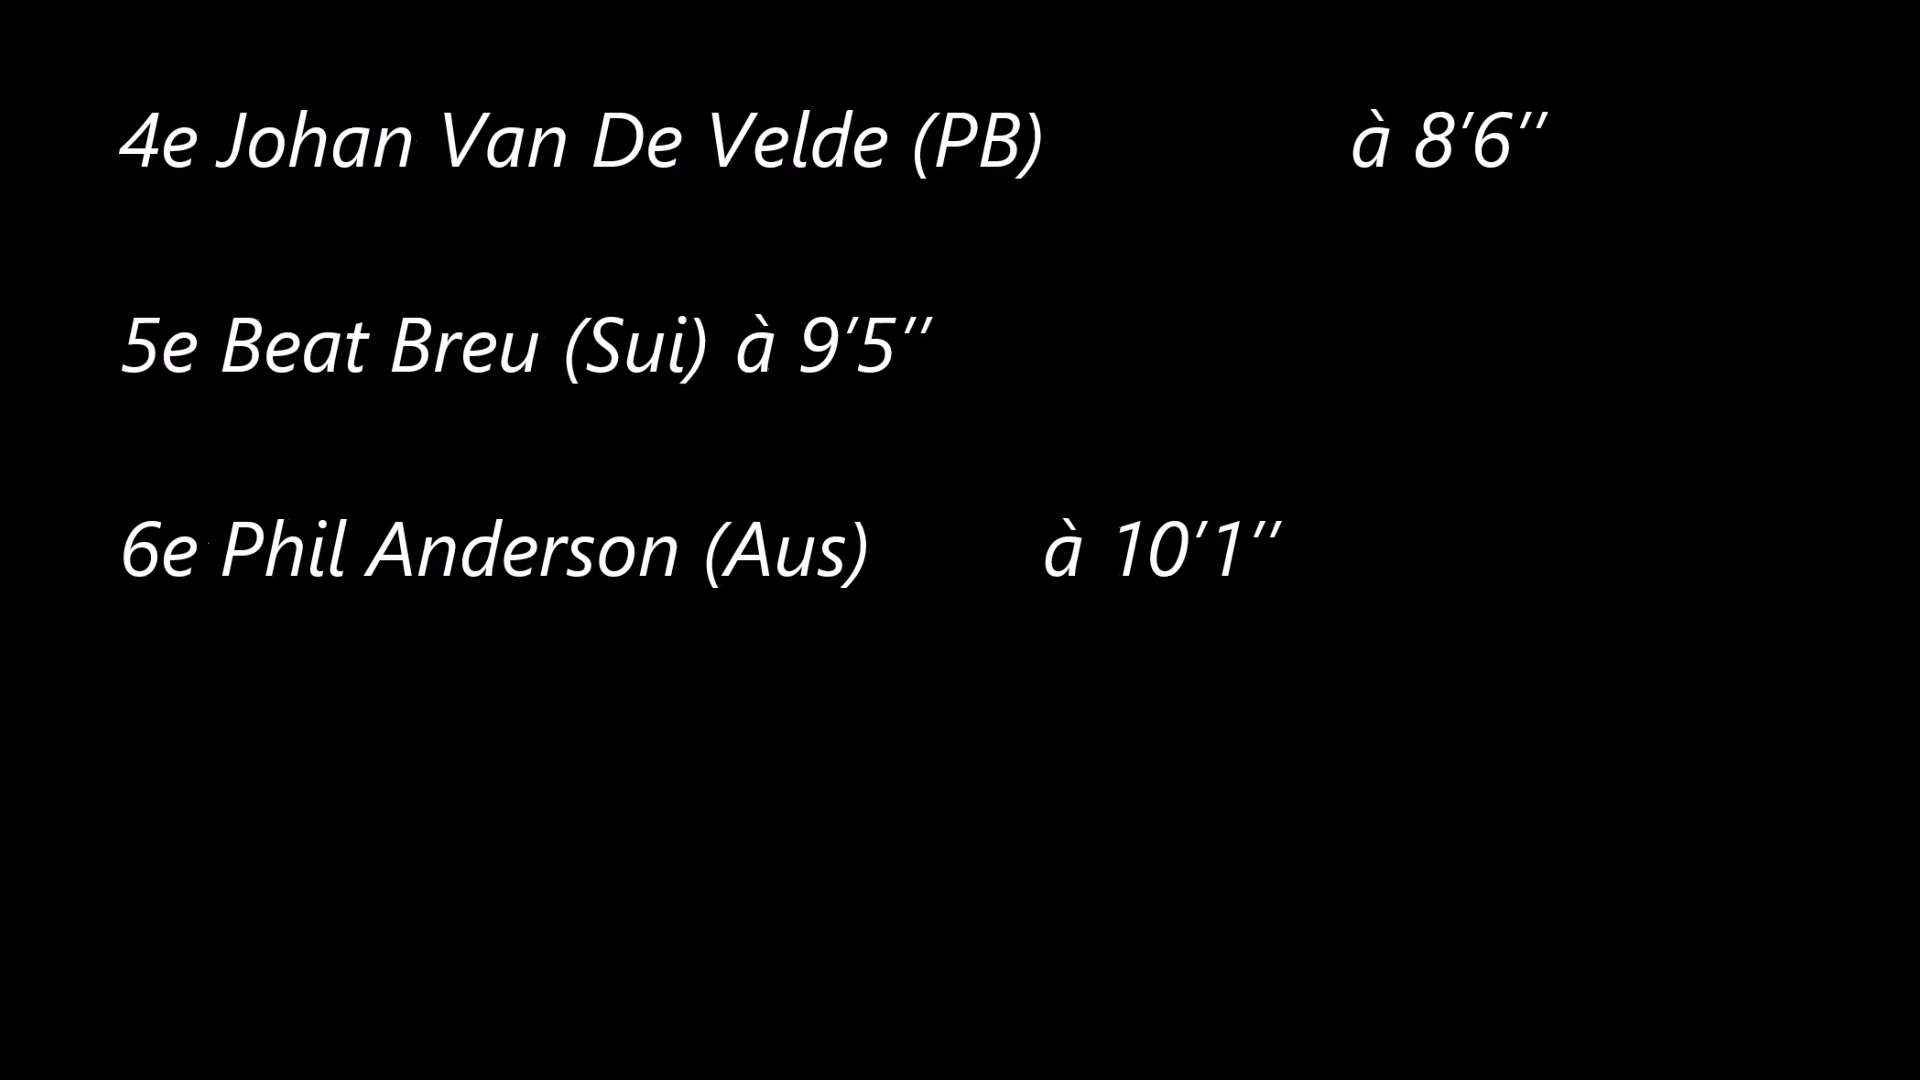 4e Johan Van De Velde (PB) à 8’6’’
5e Beat Breu (Sui) à 9’5’’
6e Phil Anderson (Aus) à 10’1’’